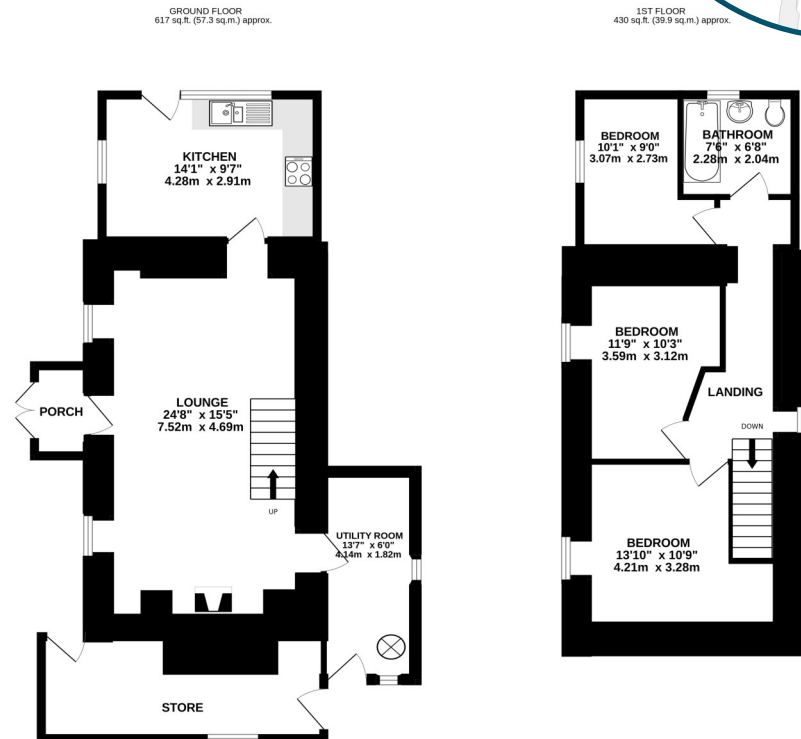 GROUND FLOOR
617 sq.ft. (57.3 sq.m.) approx.
KITCHEN
14'1" x 9'7"
4.28m x 2.91m
LOUNGE
24'8" x 15'5"
7.52m x 4.69m
PORCH
UP
UTILITY ROOM
13'7" x 6'0"
4.14m x 1.82m
STORE
1ST FLOOR
430 sq.ft. (39.9 sq.m.) approx.
BEDROOM
10'1" x 9'0"
3.07m x 2.73m
BATHROOM
7'6" x 6'8"
2.28m x 2.04m
BEDROOM
11'9" x 10'3"
3.59m x 3.12m
LANDING
DOWN
BEDROOM
13'10" x 10'9"
4.21m x 3.28m